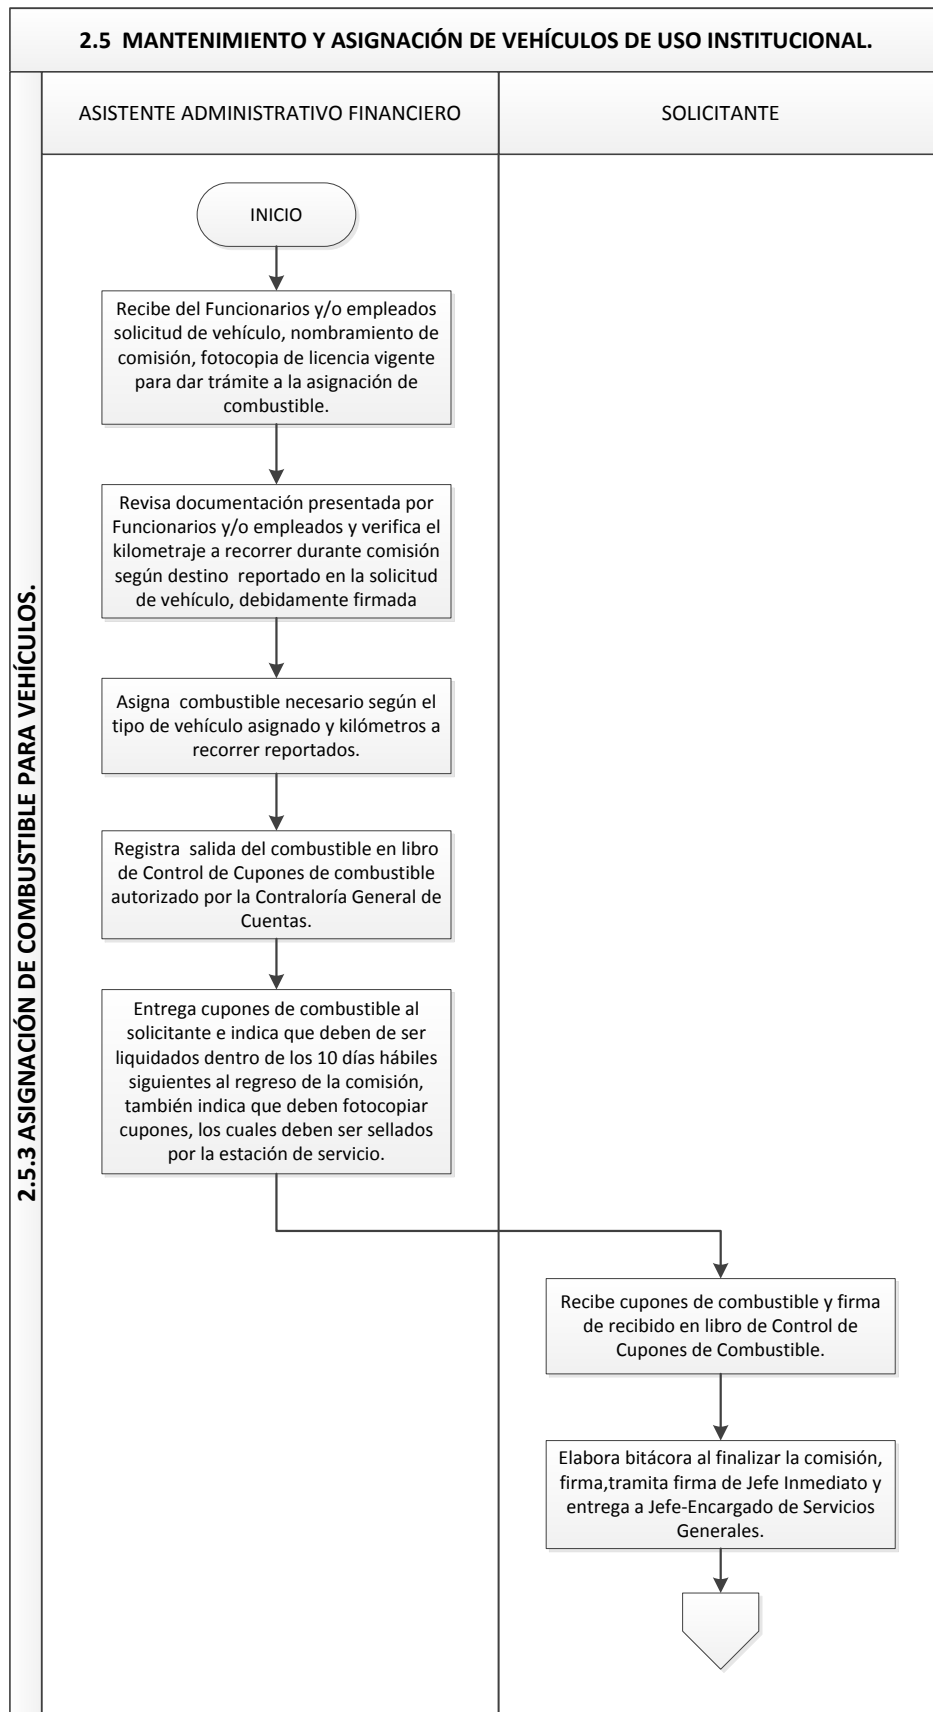 2.5 MANTENIMIENTO Y ASIGNACIÓN DE VEHÍCULOS DE USO INSTITUCIONAL.
2.5.3 ASIGNACIÓN DE COMBUSTIBLE PARA VEHÍCULOS.
ASISTENTE ADMINISTRATIVO FINANCIERO
SOLICITANTE
INICIO
Recibe del Funcionarios y/o empleados
solicitud de vehículo, nombramiento de
comisión, fotocopia de licencia vigente
para dar trámite a la asignación de
combustible.
Revisa documentación presentada por
Funcionarios y/o empleados y verifica el
kilometraje a recorrer durante comisión
según destino reportado en la solicitud
de vehículo, debidamente firmada
Asigna combustible necesario según el
tipo de vehículo asignado y kilómetros a
recorrer reportados.
Registra salida del combustible en libro
de Control de Cupones de combustible
autorizado por la Contraloría General de
Cuentas.
Entrega cupones de combustible al
solicitante e indica que deben de ser
liquidados dentro de los 10 días hábiles
siguientes al regreso de la comisión,
también indica que deben fotocopiar
cupones, los cuales deben ser sellados
por la estación de servicio.
Recibe cupones de combustible y firma
de recibido en libro de Control de
Cupones de Combustible.
Elabora bitácora al finalizar la comisión,
firma,tramita firma de Jefe Inmediato y
entrega a Jefe-Encargado de Servicios
Generales.